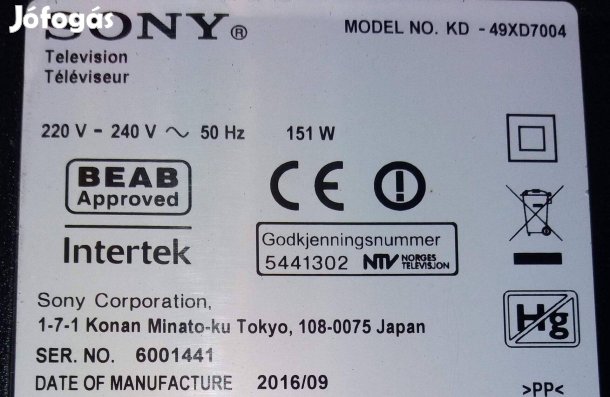 Jófogás
SONY®
MODEL NO. KD - 49XD7004
Television
Téléviseur
220 V - 240 V ~ 50 Hz 151 W
BEAB
Approved
CE
Intertek
Godkjenningsnummer
5441302 NTV NORGES
TELEVISJON
Hg
Sony Corporation,
1-7-1 Konan Minato-ku Tokyo, 108-0075 Japan
SER. NO. 6001441
DATE OF MANUFACTURE 2016/09
>PP<